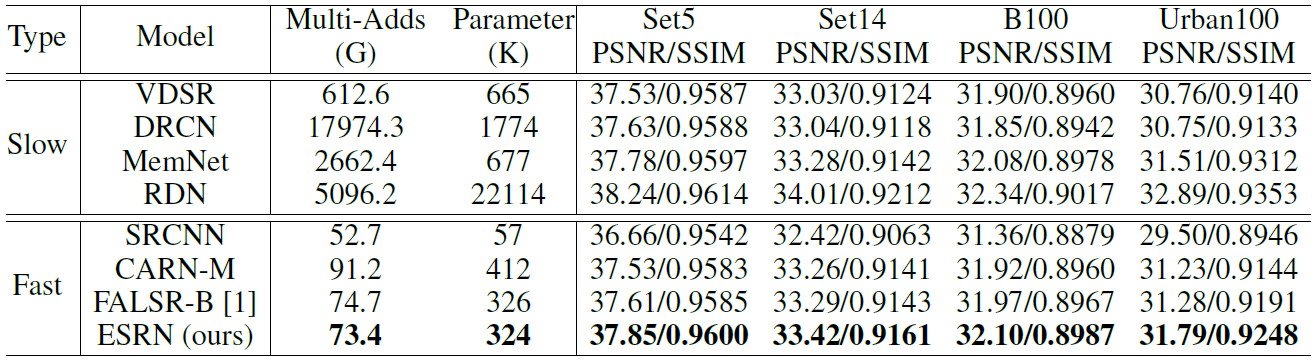 Type Model Multi-Adds (G) Parameter (K) Set5 PSNR/SSIM Set14 PSNR/SSIM B100 PSNR/SSIM Urban100 PSNR/SSIM
Slow VDSR 612.6 665 37.53/0.9587 33.03/0.9124 31.90/0.8960 30.76/0.9140
DRCN 17974.3 1774 37.63/0.9588 33.04/0.9118 31.85/0.8942 30.75/0.9133
MemNet 2662.4 677 37.78/0.9597 33.28/0.9142 32.08/0.8978 31.51/0.9312
RDN 5096.2 22114 38.24/0.9614 34.01/0.9212 32.34/0.9017 32.89/0.9353
Fast SRCNN 52.7 57 36.66/0.9542 32.42/0.9063 31.36/0.8879 29.50/0.8946
CARN-M 91.2 412 37.53/0.9583 33.26/0.9141 31.92/0.8960 31.23/0.9144
FALSR-B [1] 74.7 326 37.61/0.9585 33.29/0.9143 31.97/0.8967 31.28/0.9191
ESRN (ours) 73.4 324 37.85/0.9600 33.42/0.9161 32.10/0.8987 31.79/0.9248